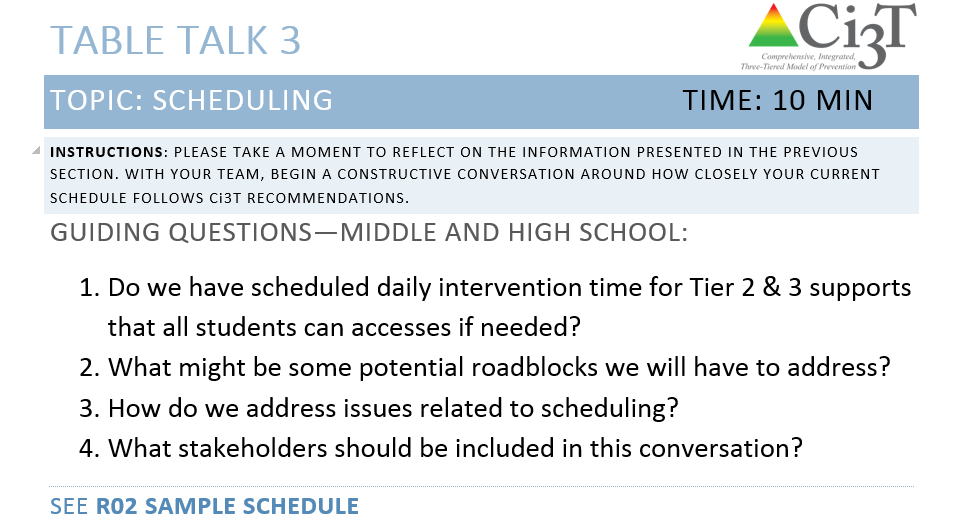 TABLE TALK 3
Ci3T
Comprehensive, Integrated,
Three-Tiered Model of Prevention
TOPIC: SCHEDULING TIME: 10 MIN
INSTRUCTIONS: PLEASE TAKE A MOMENT TO REFLECT ON THE INFORMATION PRESENTED IN THE PREVIOUS
SECTION. WITH YOUR TEAM, BEGIN A CONSTRUCTIVE CONVERSATION AROUND HOW CLOSELY YOUR CURRENT
SCHEDULE FOLLOWS Ci3T RECOMMENDATIONS.
GUIDING QUESTIONS—MIDDLE AND HIGH SCHOOL:
1. Do we have scheduled daily intervention time for Tier 2 & 3 supports
that all students can accesses if needed?
2. What might be some potential roadblocks we will have to address?
3. How do we address issues related to scheduling?
4. What stakeholders should be included in this conversation?
SEE R02 SAMPLE SCHEDULE